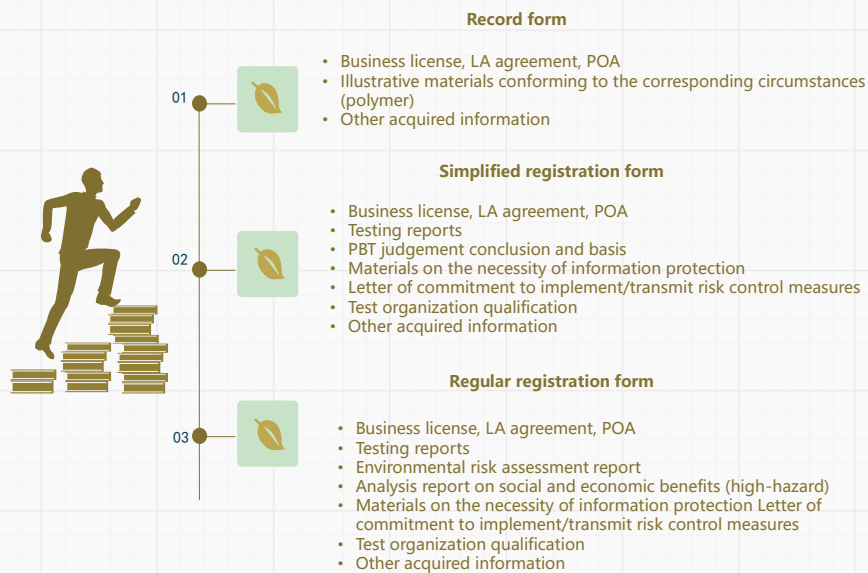 Record form
01
• Business license, LA agreement, POA
• Illustrative materials conforming to the corresponding circumstances
(polymer)
• Other acquired information
Simplified registration form
02
• Business license, LA agreement, POA
• Testing reports
• PBT judgement conclusion and basis
• Materials on the necessity of information protection
• Letter of commitment to implement/transmit risk control measures
• Test organization qualification
• Other acquired information
Regular registration form
03
• Business license, LA agreement, POA
• Testing reports
• Environmental risk assessment report
• Analysis report on social and economic benefits (high-hazard)
• Materials on the necessity of information protection Letter of
commitment to implement/transmit risk control measures
• Test organization qualification
• Other acquired information